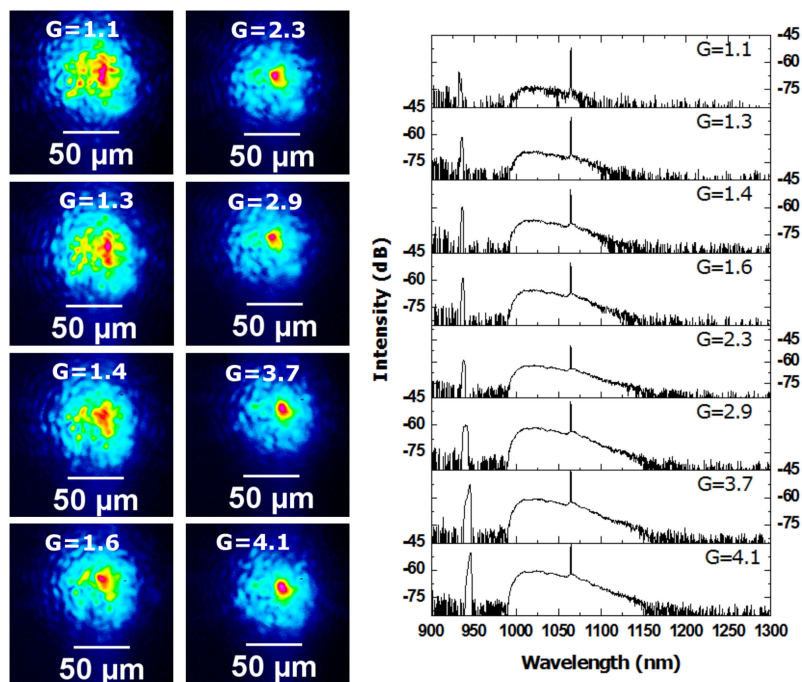 G=1.1
50 µm
G=2.3
50 µm
G=1.3
50 µm
G=2.9
50 µm
G=1.4
50 µm
G=3.7
50 µm
G=1.6
50 µm
G=4.1
50 µm
Intensity (dB)
G=1.1
-45
-60
-75
-45
G=1.3
-60
-75
-45
G=1.4
-60
-75
-45
G=1.6
-60
-75
G=2.3
-45
-60
-75
-45
G=2.9
-60
-75
G=3.7
-45
-60
-75
-45
G=4.1
-60
-75
900 950 1000 1050 1100 1150 1200 1250 1300
Wavelength (nm)